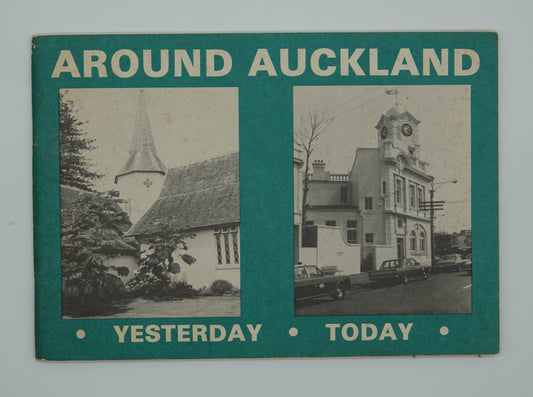 AROUND AUCKLAND
• YESTERDAY • TODAY •